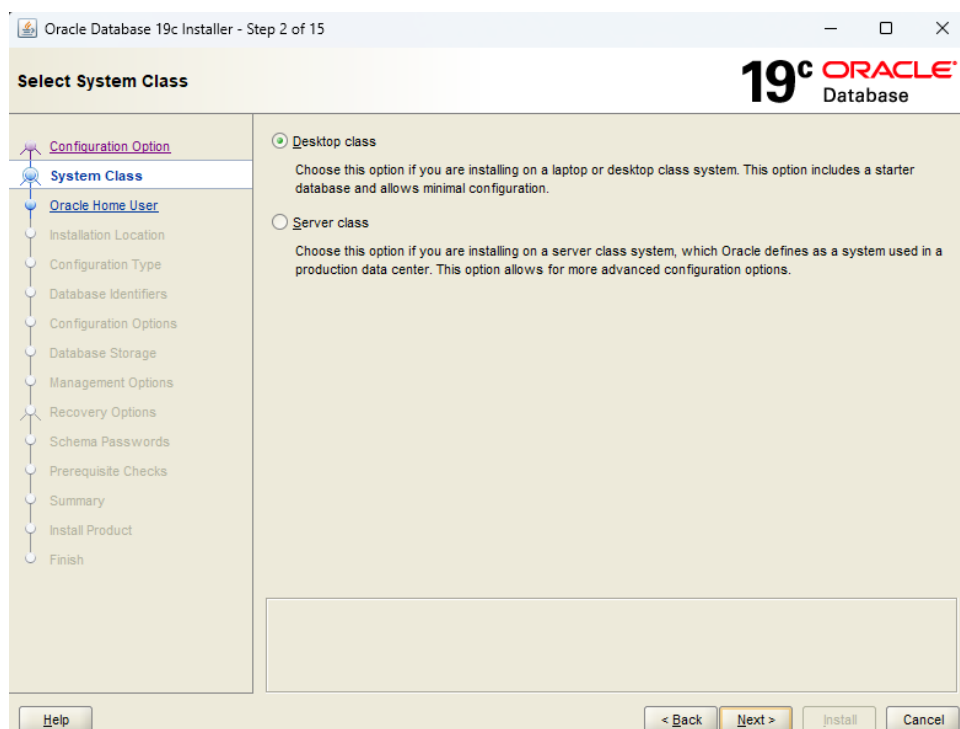 Oracle Database 19c Installer - Step 2 of 15
Select System Class
19c ORACLE
Database
Configuration Option
System Class
Oracle Home User
Installation Location
Configuration Type
Database Identifiers
Configuration Options
Database Storage
Management Options
Recovery Options
Schema Passwords
Prerequisite Checks
Summary
Install Product
Finish
Desktop class
Choose this option if you are installing on a laptop or desktop class system. This option includes a starter
database and allows minimal configuration.
Server class
Choose this option if you are installing on a server class system, which Oracle defines as a system used in a
production data center. This option allows for more advanced configuration options.
Help
< Back
Next >
Install
Cancel